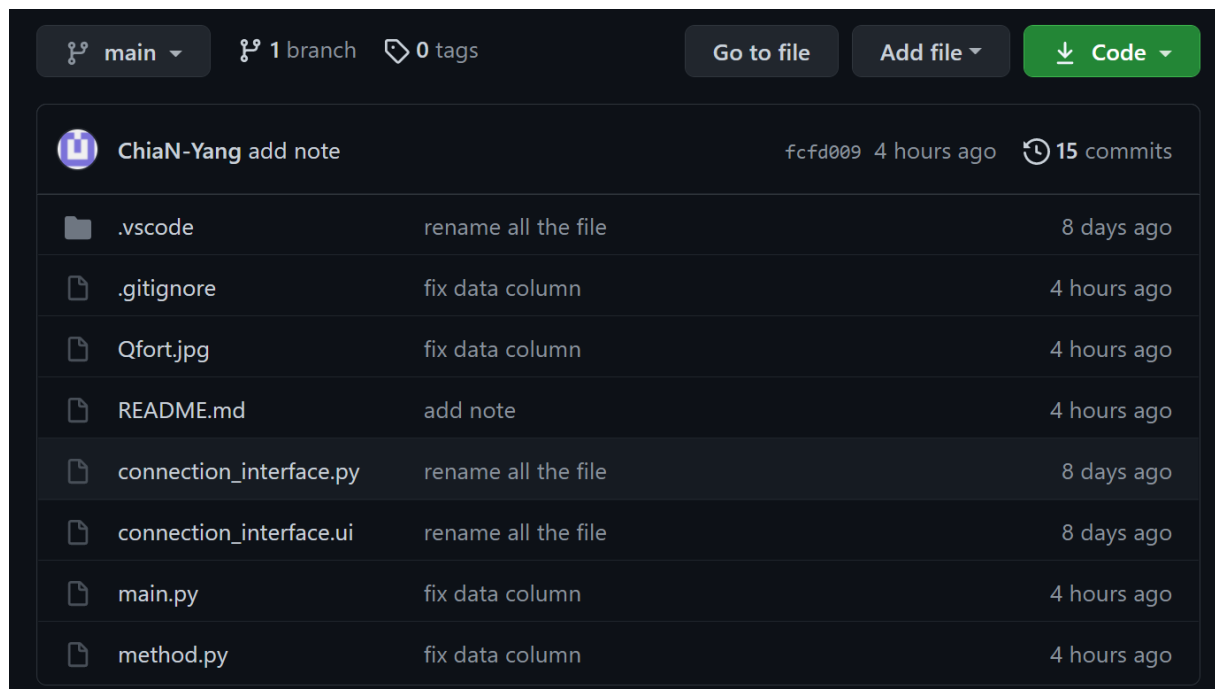 main 1 branch 0 tags Go to file Add file Code
ChiaN-Yang add note fcfd009 4 hours ago 15 commits
.vscode rename all the file 8 days ago
.gitignore fix data column 4 hours ago
Qfort.jpg fix data column 4 hours ago
README.md add note 4 hours ago
connection_interface.py rename all the file 8 days ago
connection_interface.ui rename all the file 8 days ago
main.py fix data column 4 hours ago
method.py fix data column 4 hours ago